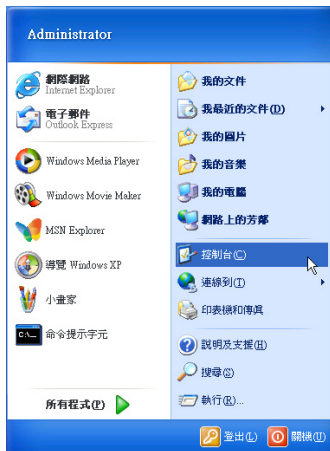 Administrator
網際網路
Internet Explorer
電子郵件
Outlook Express
Windows Media Player
Windows Movie Maker
MSN Explorer
導覽 Windows XP
小畫家
命令提示字元
所有程式(P)
我的文件
我最近的文件(D)
我的圖片
我的音樂
我的電腦
網路上的芳鄰
控制台(C)
連線到(T)
印表機和傳真
說明及支援(H)
搜尋(S)
執行(R)...
登出(L)
關機(U)